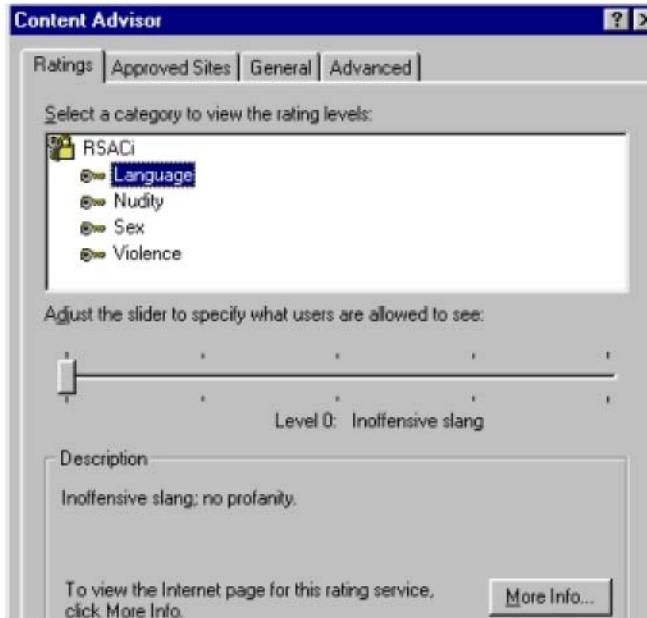 Content Advisor
Ratings Approved Sites General Advanced
Select a category to view the rating levels:
RSACi
Language
Nudity
Sex
Violence
Adjust the slider to specify what users are allowed to see:
Level 0: Inoffensive slang
Description
Inoffensive slang; no profanity.
To view the Internet page for this rating service,
click More Info.
More Info...